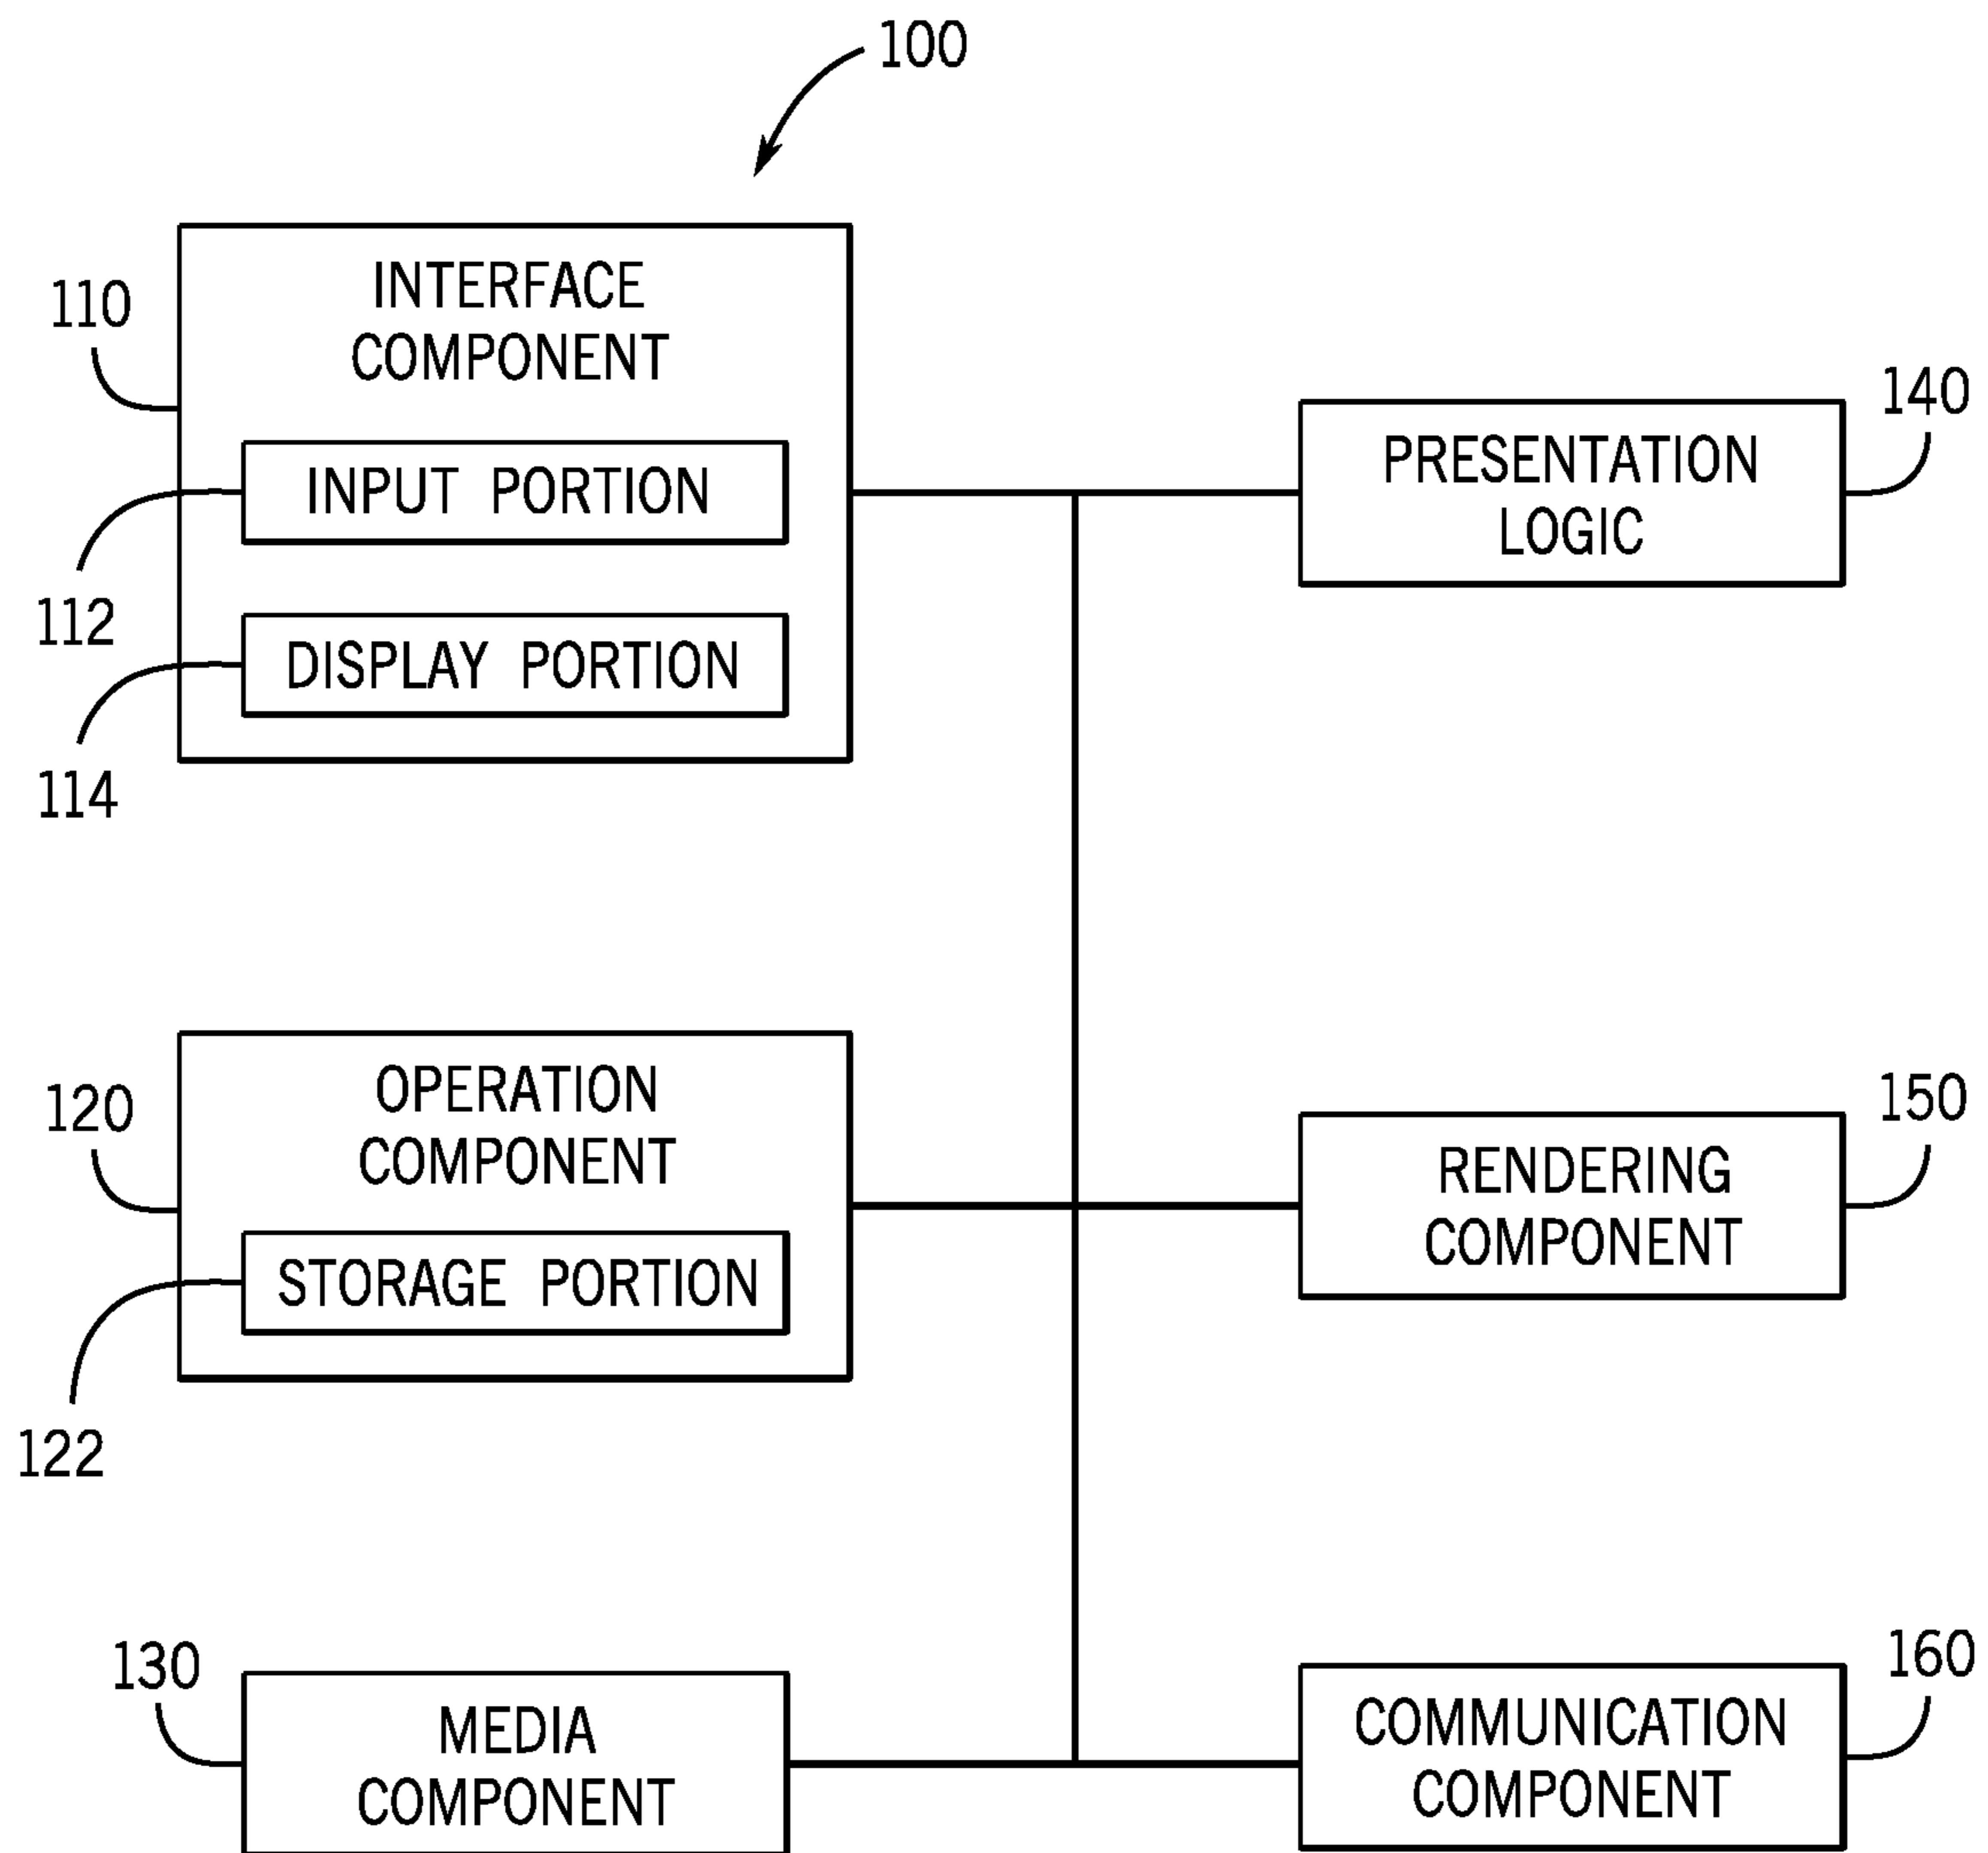 100
110
INTERFACE
COMPONENT
INPUT PORTION
112
DISPLAY PORTION
114
140
PRESENTATION
LOGIC
120
OPERATION
COMPONENT
STORAGE PORTION
122
150
RENDERING
COMPONENT
130
MEDIA
COMPONENT
160
COMMUNICATION
COMPONENT